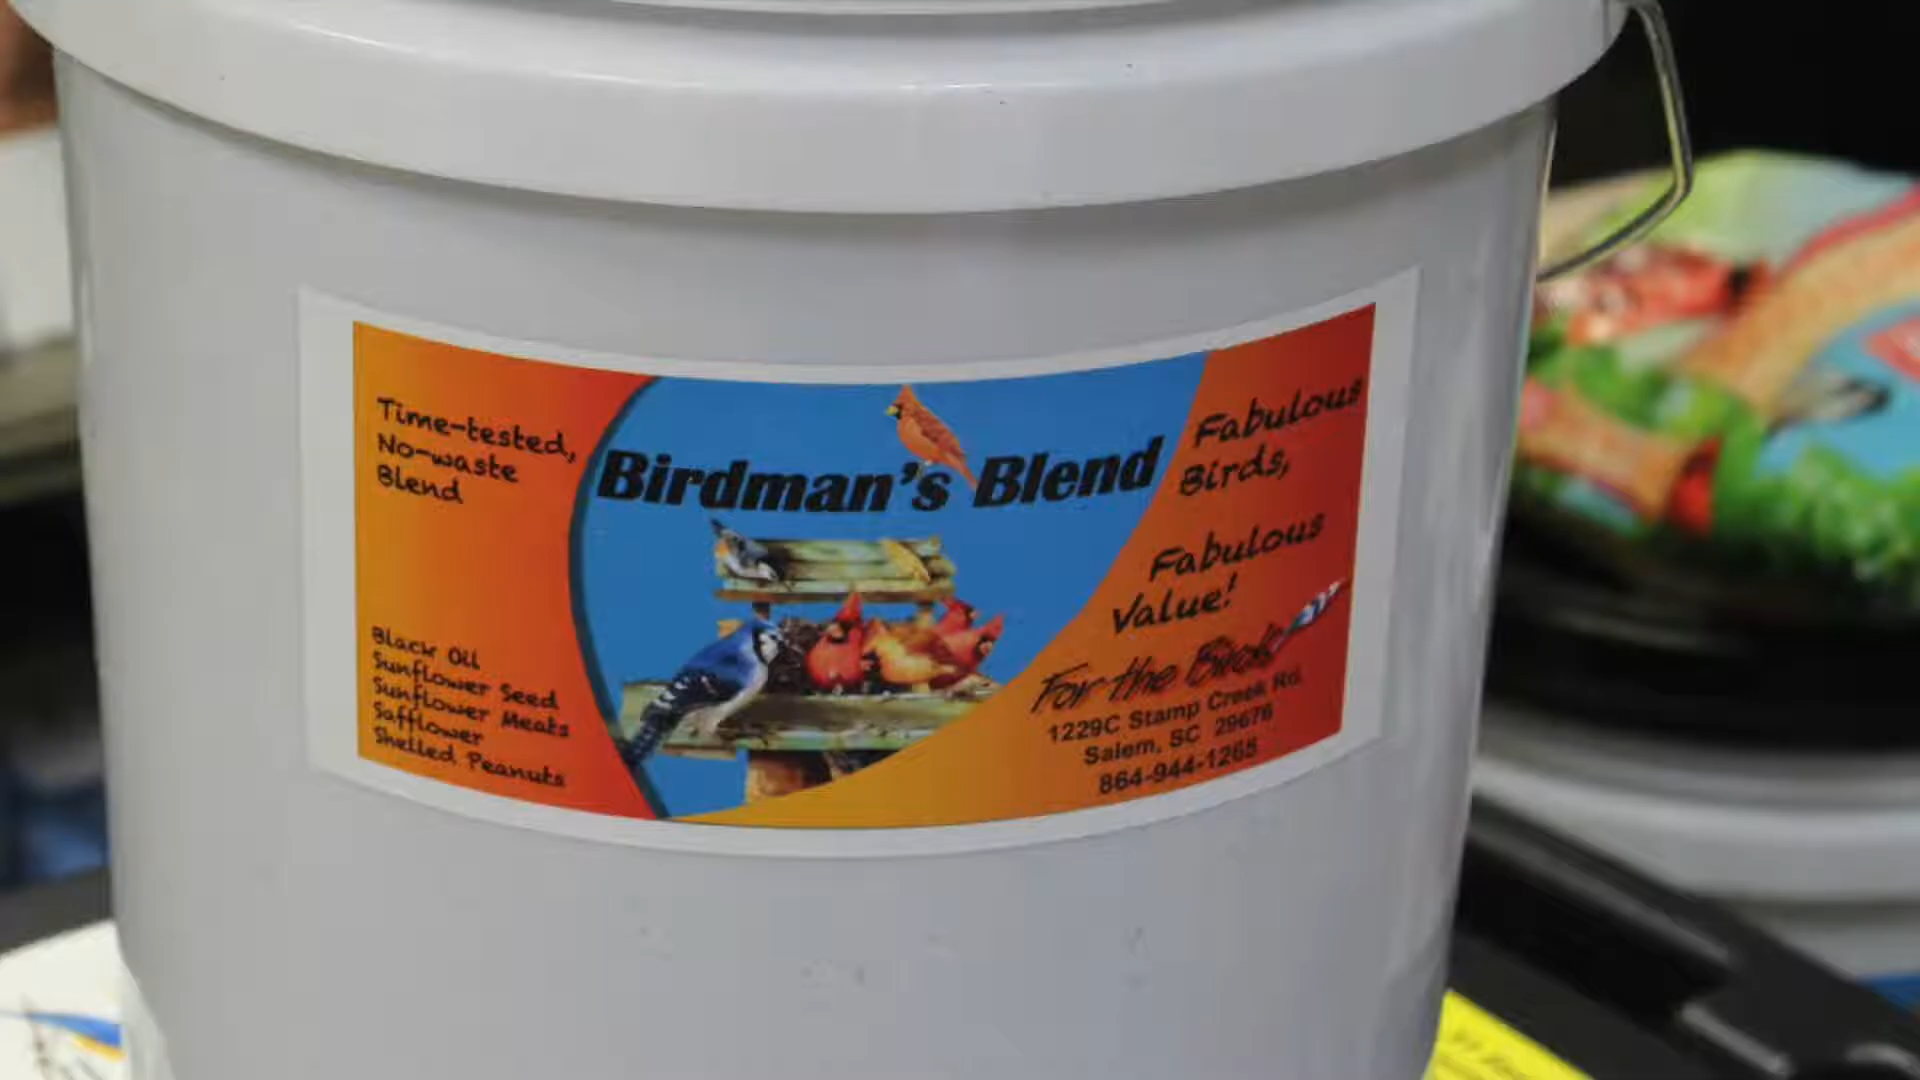 Time-tested,
No-waste
Blend
Black Oil
Sunflower Seed
Sunflower Meats
Safflower
Shelled Peanuts
Birdman's Blend
Fabulous
Birds,
Fabulous
Value!
For the Birds
1229C Stamp Creek Rd.
Salem, SC 29676
864-944-1265